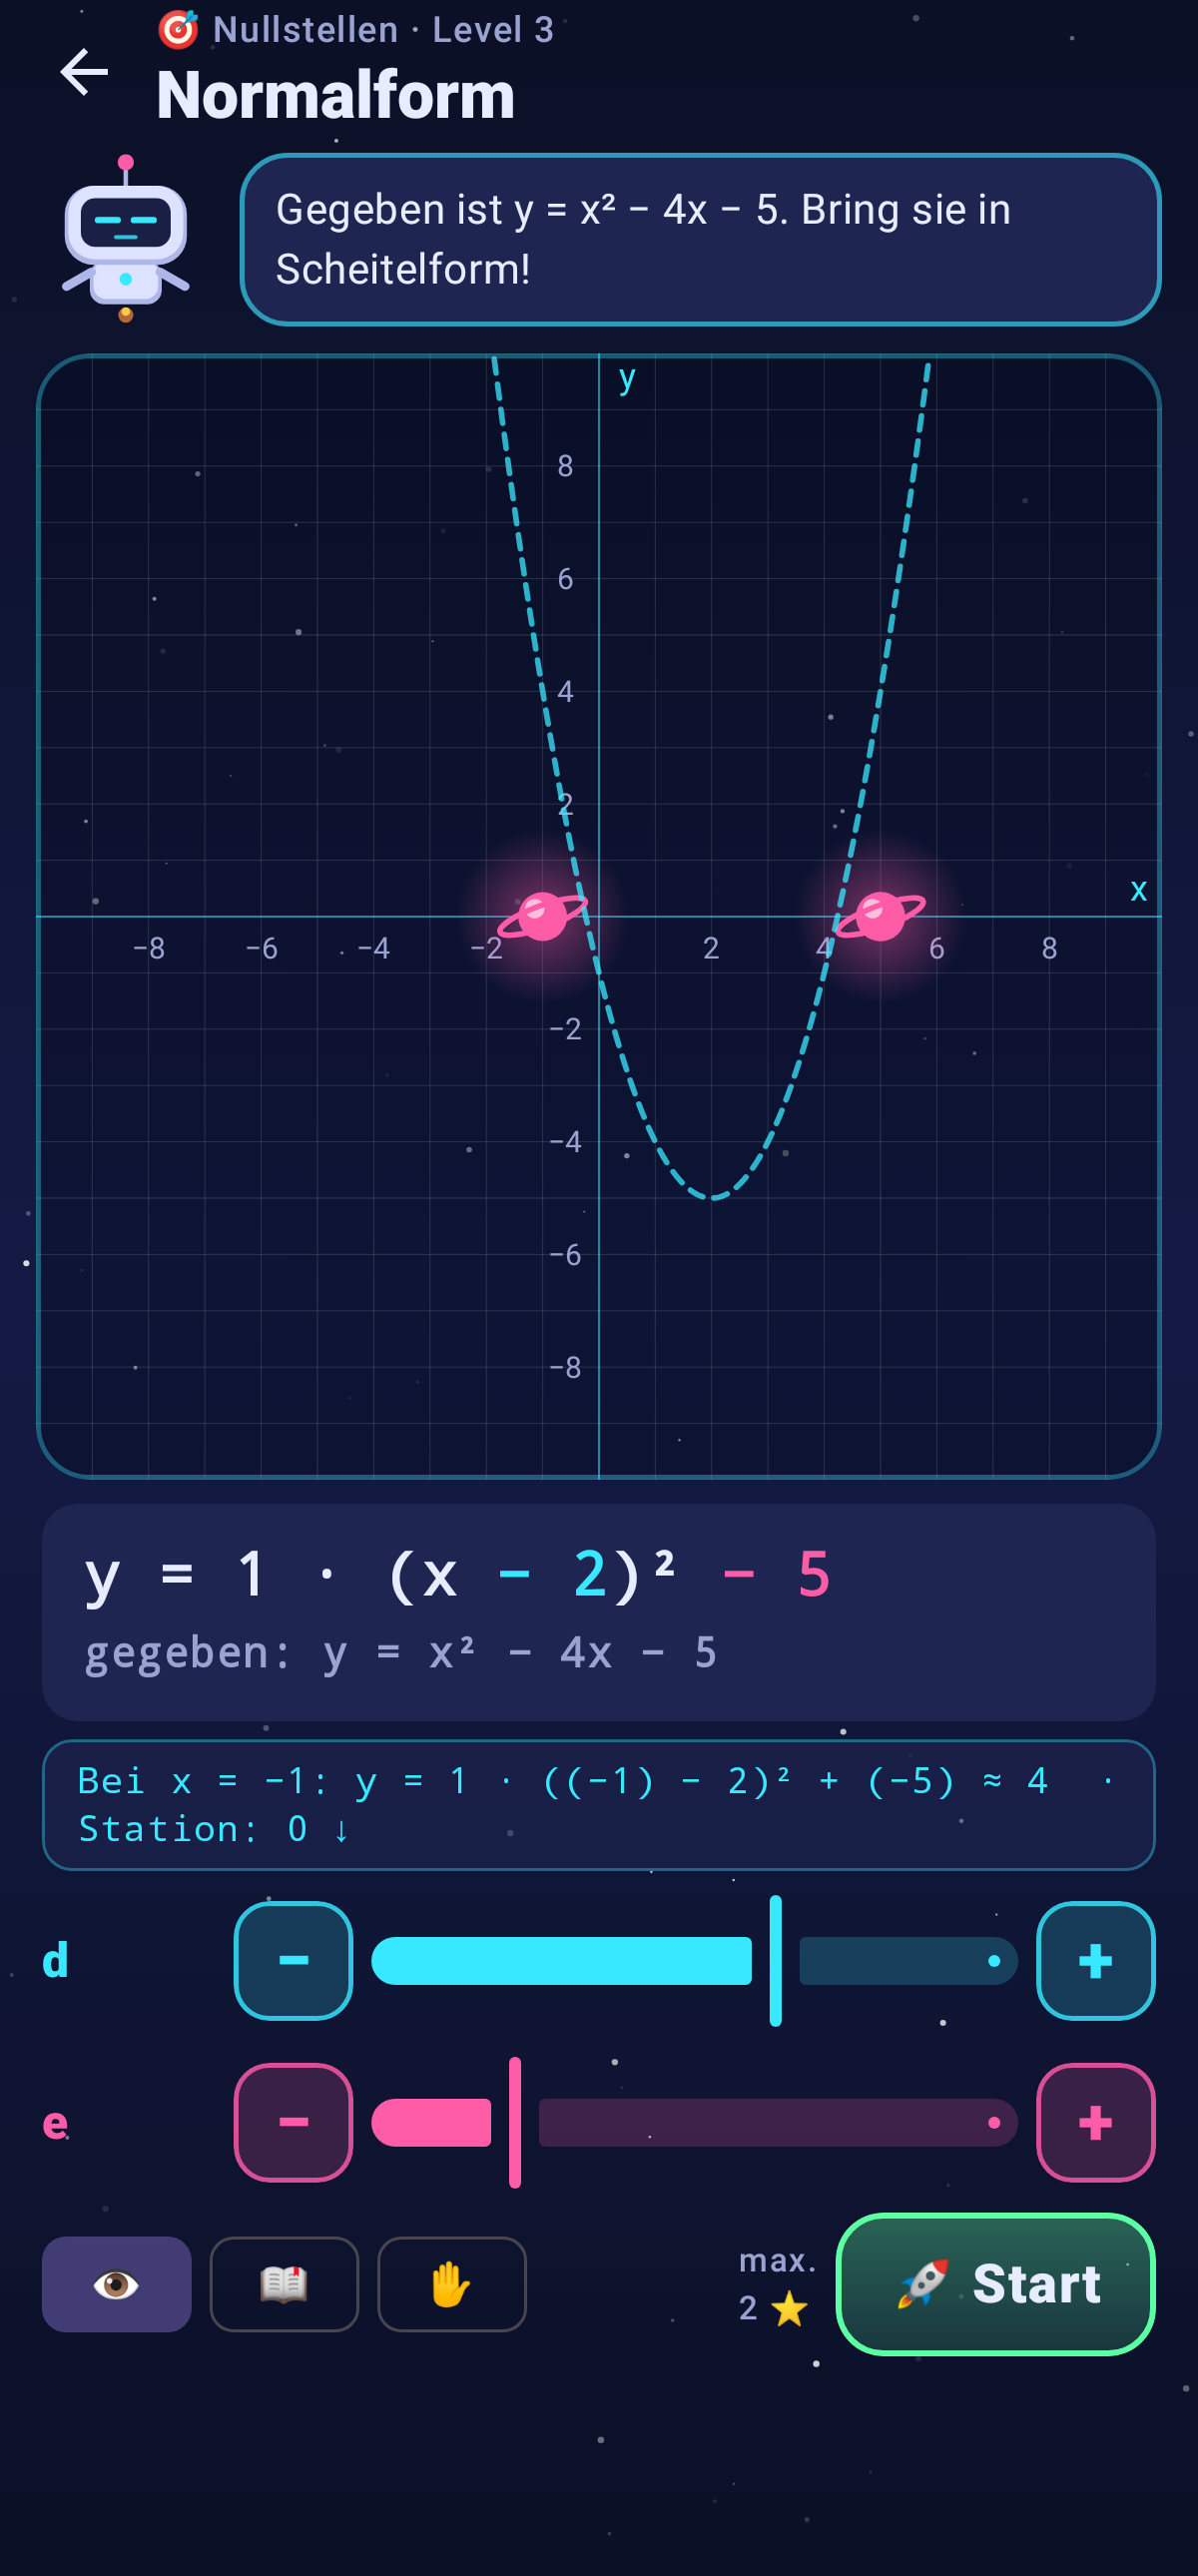 🎯 Nullstellen · Level 3
Normalform
Gegeben ist y = x² − 4x − 5. Bring sie in
Scheitelform!
y
8
6
4
2
x
−8 −6 −4 −2 2 4 6 8
−2
−4
−6
−8
y = 1 · (x − 2)² − 5
gegeben: y = x² − 4x − 5
Bei x = −1: y = 1 · ((−1) − 2)² + (−5) ≈ 4 ·
Station: 0 ↓
d − +
e − +
max.
2 ⭐
🚀 Start